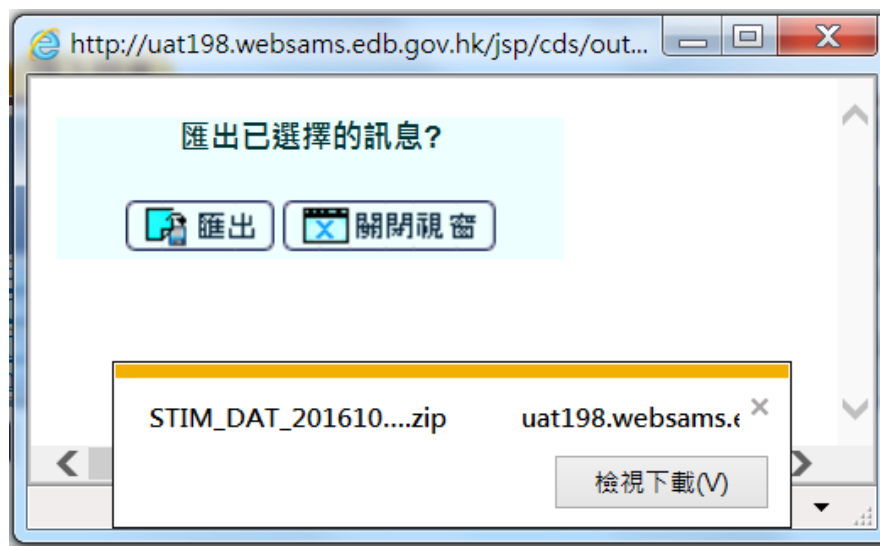 http://uat198.websams.edb.gov.hk/jsp/cds/out...
匯出已選擇的訊息?
匯出 關閉視窗
STIM_DAT_201610....zip uat198.websams.e
檢視下載(V)